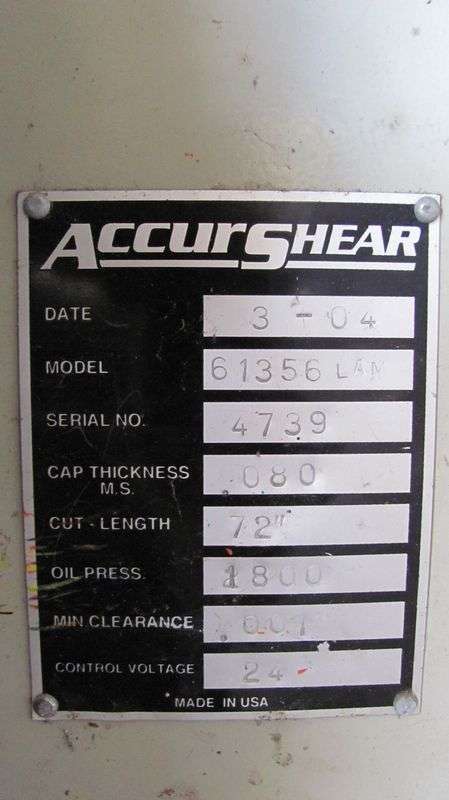 ACCURSHEAR
DATE 3-04
MODEL 61356 LAM
SERIAL NO. 4739
CAP THICKNESS 080
M.S.
CUT-LENGTH 72"
OIL PRESS. 1800
MIN. CLEARANCE 001
CONTROL VOLTAGE 24
MADE IN USA